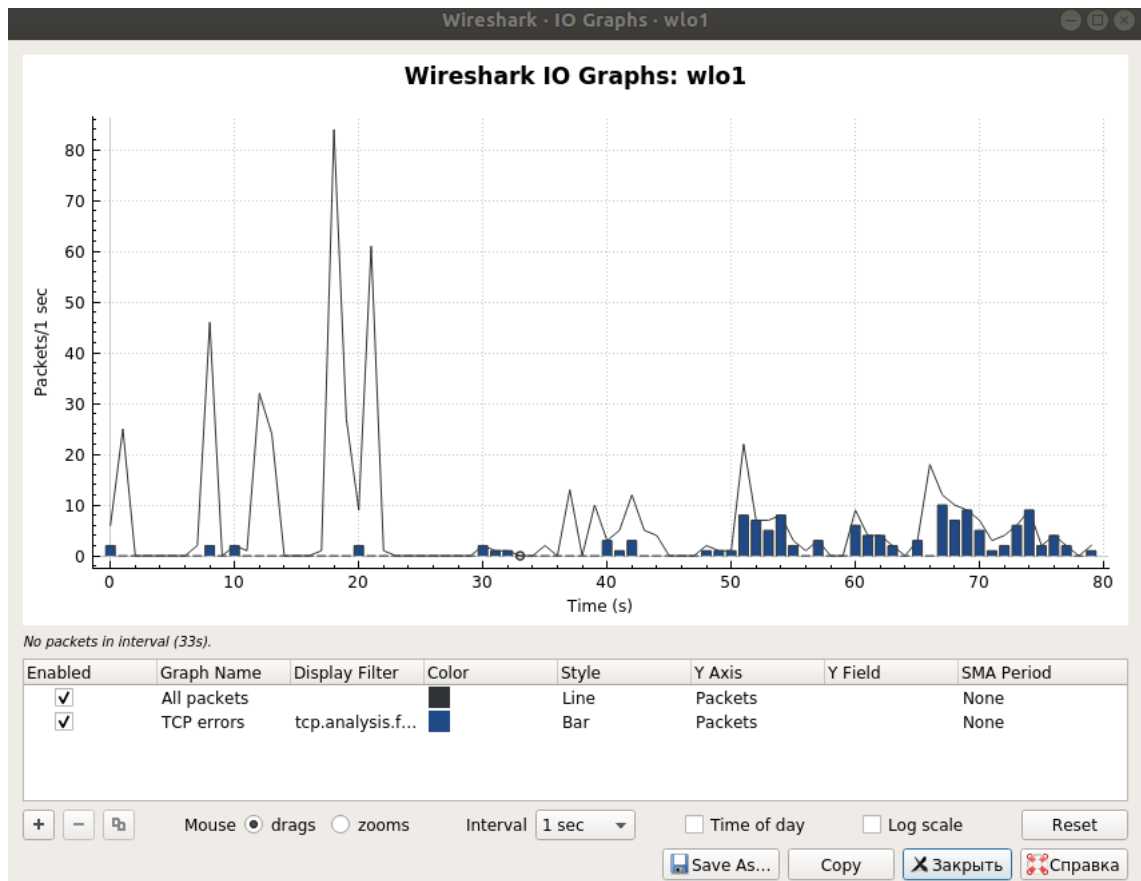 Wireshark · IO Graphs · wlo1
Wireshark IO Graphs: wlo1
Packets/1 sec
80
70
60
50
40
30
20
10
0
0 10 20 30 40 50 60 70 80
Time (s)
No packets in interval (33s).
Enabled Graph Name Display Filter Color Style Y Axis Y Field SMA Period
All packets Line Packets None
TCP errors tcp.analysis.f... Bar Packets None
+ − Mouse drags zooms Interval 1 sec Time of day Log scale Reset
Save As... Copy Закрыть Справка